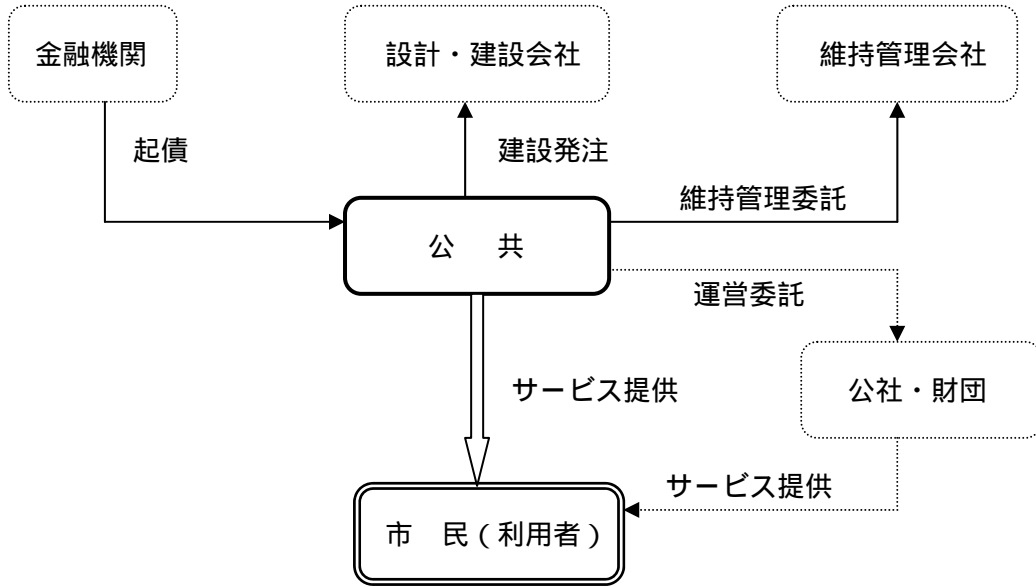 金融機関
設計・建設会社
維持管理会社
起債
建設発注
維持管理委託
公 共
運営委託
サービス提供
公社・財団
サービス提供
市 民（利用者）